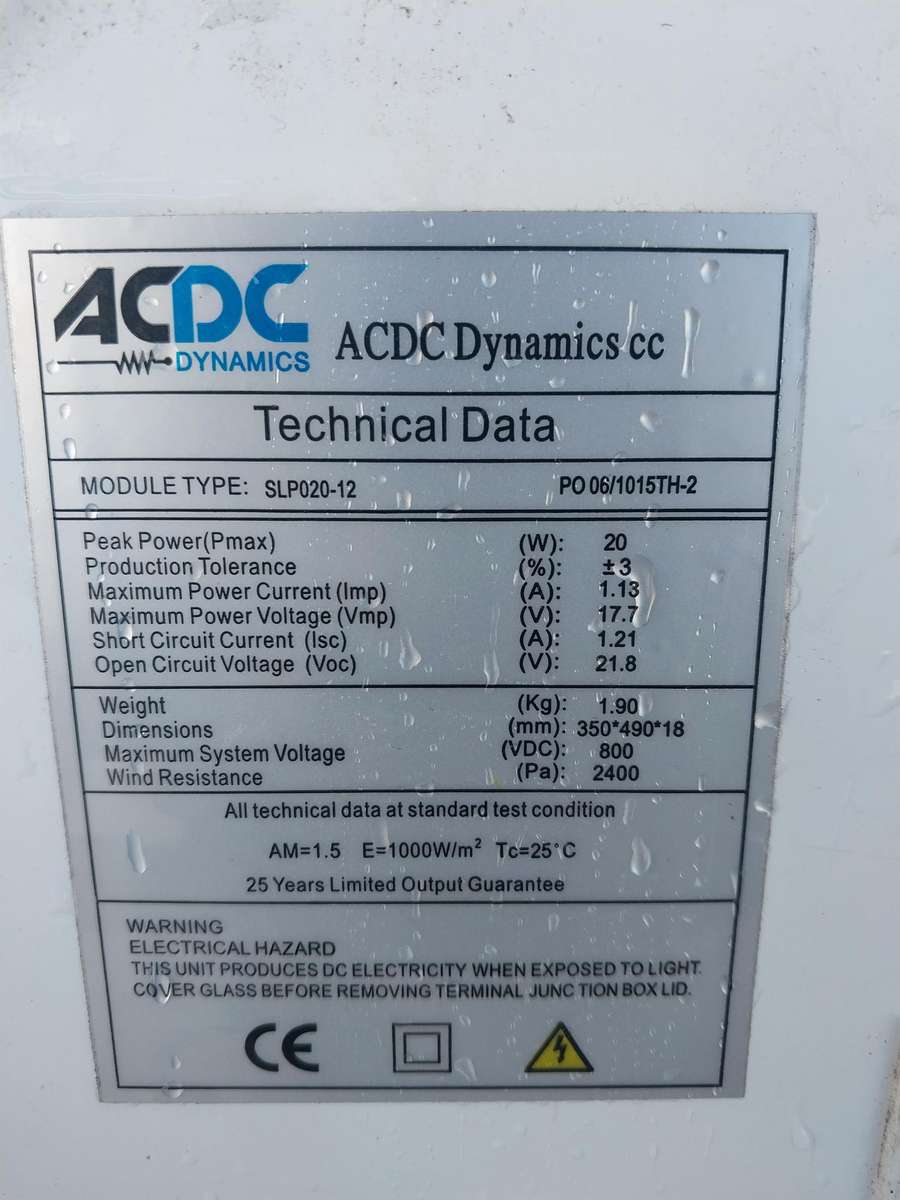 ACDC
DYNAMICS
ACDC Dynamics cc
Technical Data
MODULE TYPE: SLP020-12 PO 06/1015TH-2
Peak Power(Pmax) (W): 20
Production Tolerance (%): ±3
Maximum Power Current (Imp) (A): 1.13
Maximum Power Voltage (Vmp) (V): 17.7
Short Circuit Current (Isc) (A): 1.21
Open Circuit Voltage (Voc) (V): 21.8
Weight (Kg): 1.90
Dimensions (mm): 350*490*18
Maximum System Voltage (VDC): 800
Wind Resistance (Pa): 2400
All technical data at standard test condition
AM=1.5 E=1000W/m² Tc=25°C
25 Years Limited Output Guarantee
WARNING
ELECTRICAL HAZARD
THIS UNIT PRODUCES DC ELECTRICITY WHEN EXPOSED TO LIGHT.
COVER GLASS BEFORE REMOVING TERMINAL JUNCTION BOX LID.
CE